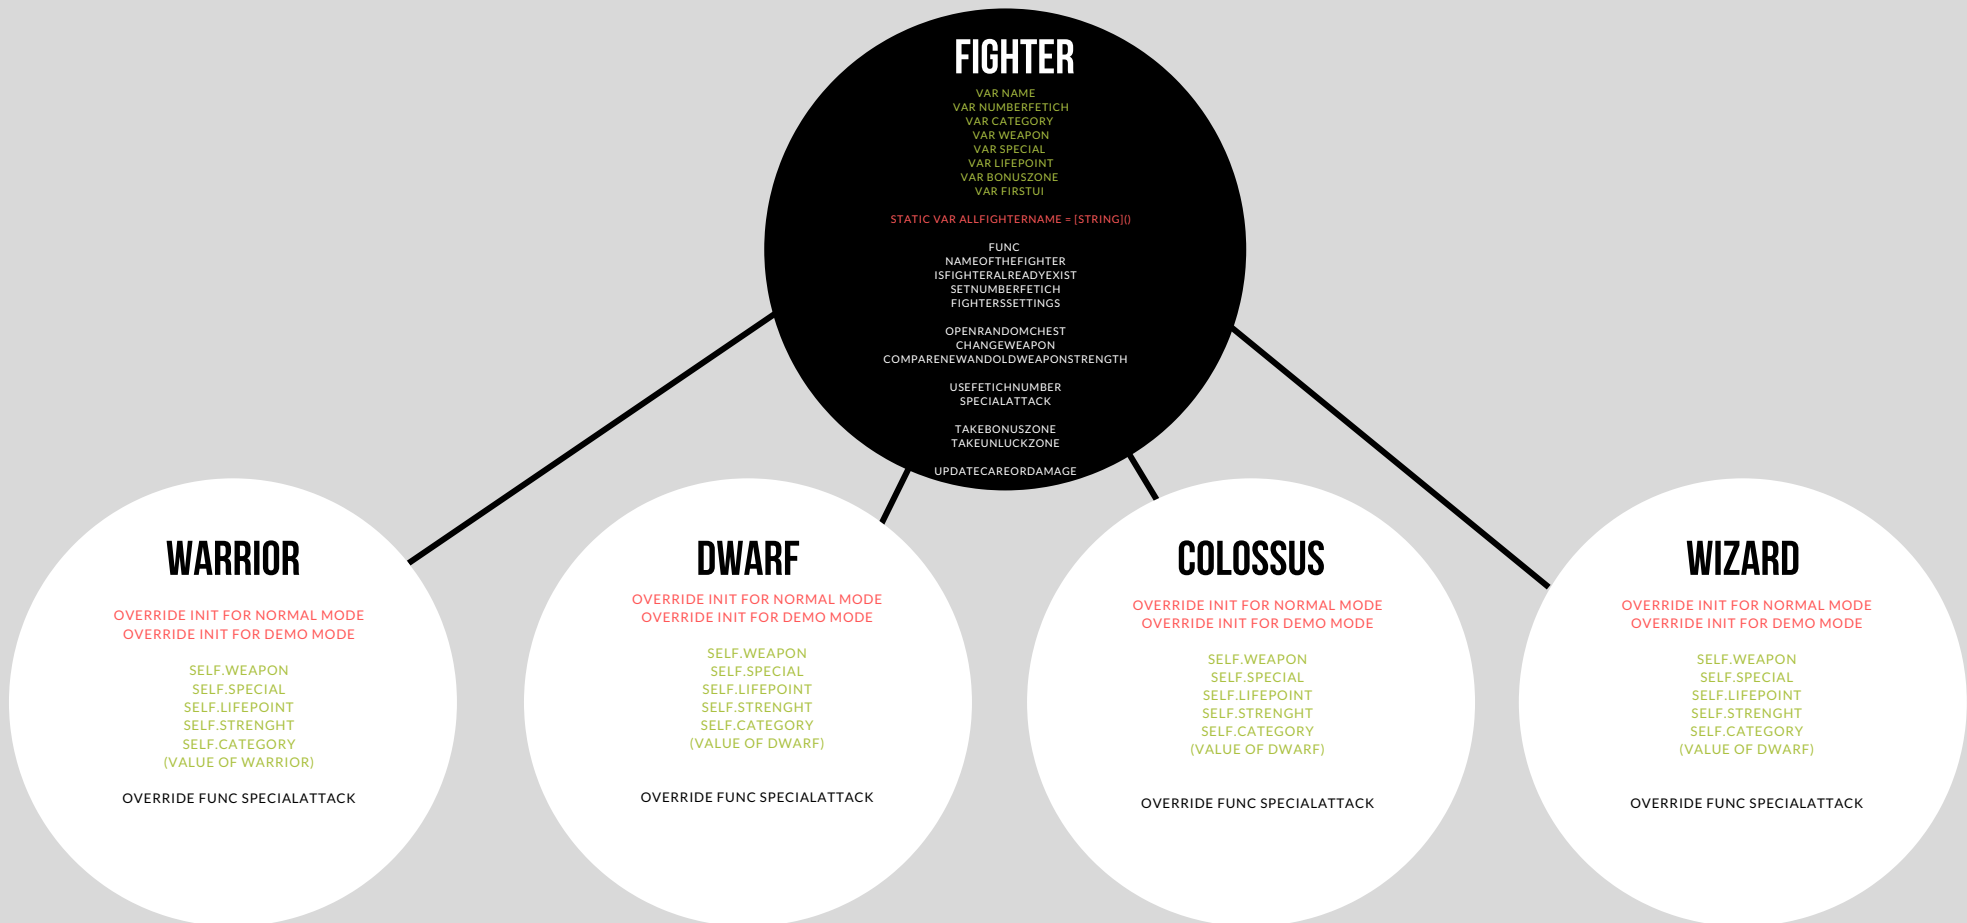 FIGHTER
VAR NAME
VAR NUMBERFETICH
VAR CATEGORY
VAR WEAPON
VAR SPECIAL
VAR LIFEPOINT
VAR BONUSZONE
VAR FIRSTUI
STATIC VAR ALLFIGHTERNAME = [STRING]()
FUNC
NAMEOFTHEFIGHTER
ISFIGHTERALREADYEXIST
SETNUMBERFETICH
FIGHTERSSETTINGS
OPENRANDOMCHEST
CHANGEWEAPON
COMPARENEWANDOLDWEAPONSTRENGTH
USEFETICHNUMBER
SPECIALATTACK
TAKEBONUSZONE
TAKEUNLUCKZONE
UPDATECAREORDAMAGE
WARRIOR
OVERRIDE INIT FOR NORMAL MODE
OVERRIDE INIT FOR DEMO MODE
SELF.WEAPON
SELF.SPECIAL
SELF.LIFEPOINT
SELF.STRENGHT
SELF.CATEGORY
(VALUE OF WARRIOR)
OVERRIDE FUNC SPECIALATTACK
DWARF
OVERRIDE INIT FOR NORMAL MODE
OVERRIDE INIT FOR DEMO MODE
SELF.WEAPON
SELF.SPECIAL
SELF.LIFEPOINT
SELF.STRENGHT
SELF.CATEGORY
(VALUE OF DWARF)
OVERRIDE FUNC SPECIALATTACK
COLOSSUS
OVERRIDE INIT FOR NORMAL MODE
OVERRIDE INIT FOR DEMO MODE
SELF.WEAPON
SELF.SPECIAL
SELF.LIFEPOINT
SELF.STRENGHT
SELF.CATEGORY
(VALUE OF DWARF)
OVERRIDE FUNC SPECIALATTACK
WIZARD
OVERRIDE INIT FOR NORMAL MODE
OVERRIDE INIT FOR DEMO MODE
SELF.WEAPON
SELF.SPECIAL
SELF.LIFEPOINT
SELF.STRENGHT
SELF.CATEGORY
(VALUE OF DWARF)
OVERRIDE FUNC SPECIALATTACK